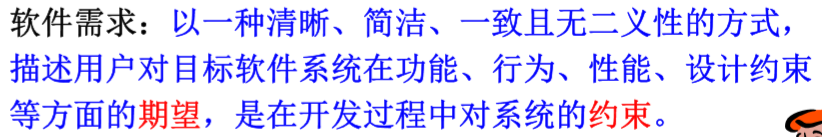 软件需求：以一种清晰、简洁、一致且无二义性的方式，
描述用户对目标软件系统在功能、行为、性能、设计约束
等方面的期望，是在开发过程中对系统的约束。